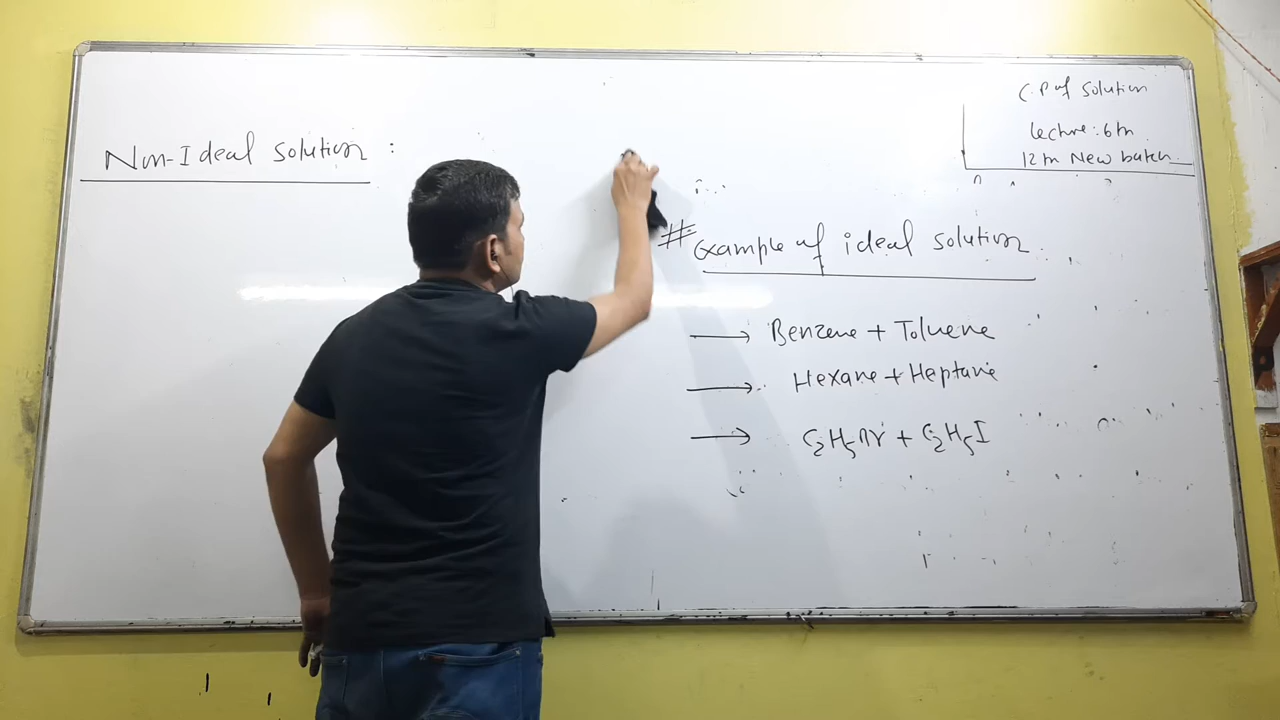 C.P of Solution
Lecture: 6th
12th New batch
Non-Ideal solution :
# Example of ideal solution.
→ Benzene + Toluene
→ Hexane + Heptane
→ C₂H₅Br + C₂H₅I